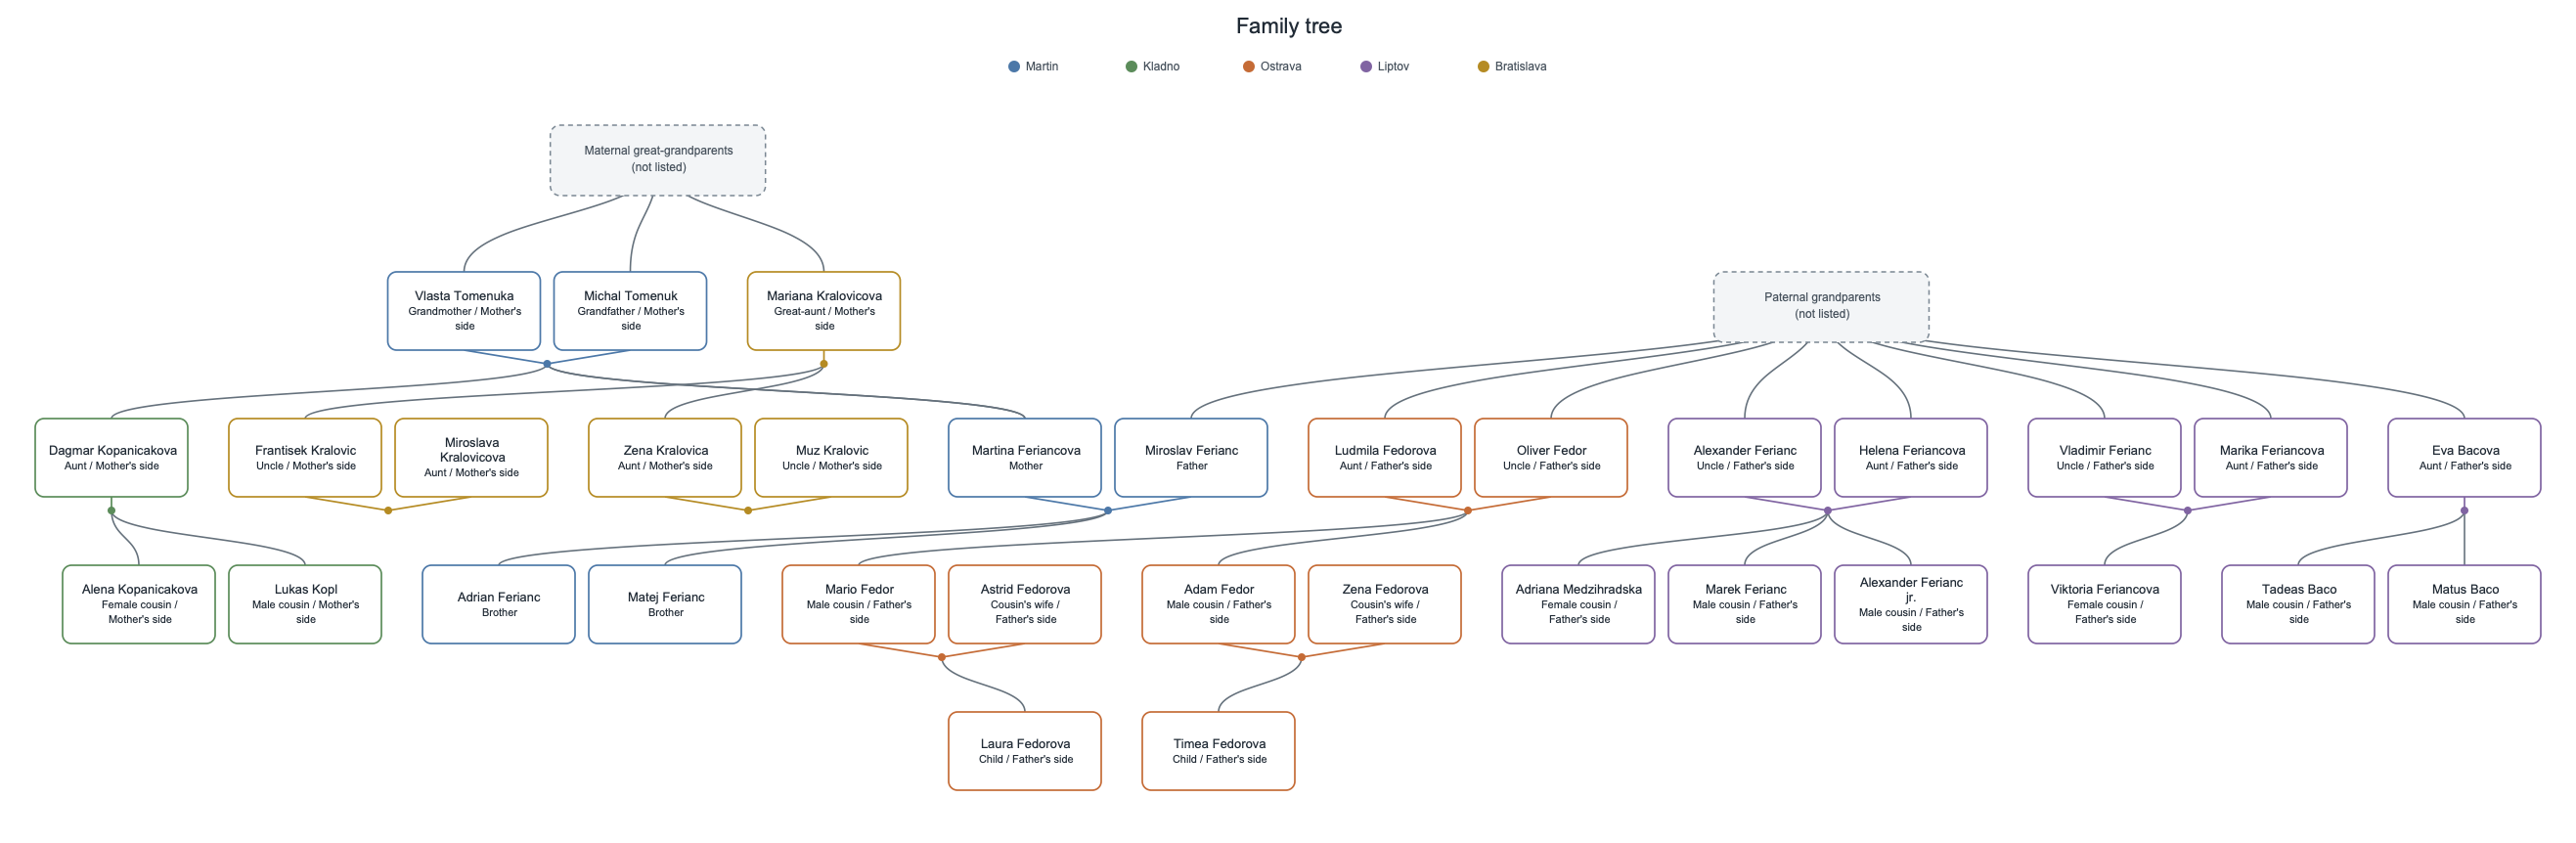 Family tree
Martin
Kladno
Ostrava
Liptov
Bratislava
Maternal great-grandparents
(not listed)
Vlasta Tomenuka
Grandmother / Mother's
side
Michal Tomenuk
Grandfather / Mother's
side
Mariana Kralovicova
Great-aunt / Mother's
side
Paternal grandparents
(not listed)
Dagmar Kopanicakova
Aunt / Mother's side
Frantisek Kralovic
Uncle / Mother's side
Miroslava
Kralovicova
Aunt / Mother's side
Zena Kralovica
Aunt / Mother's side
Muz Kralovic
Uncle / Mother's side
Martina Feriancova
Mother
Miroslav Ferianc
Father
Ludmila Fedorova
Aunt / Father's side
Oliver Fedor
Uncle / Father's side
Alexander Ferianc
Uncle / Father's side
Helena Feriancova
Aunt / Father's side
Vladimir Ferianc
Uncle / Father's side
Marika Feriancova
Aunt / Father's side
Eva Bacova
Aunt / Father's side
Alena Kopanicakova
Female cousin /
Mother's side
Lukas Kopl
Male cousin / Mother's
side
Adrian Ferianc
Brother
Matej Ferianc
Brother
Mario Fedor
Male cousin / Father's
side
Astrid Fedorova
Cousin's wife /
Father's side
Adam Fedor
Male cousin / Father's
side
Zena Fedorova
Cousin's wife /
Father's side
Adriana Medzihradska
Female cousin /
Father's side
Marek Ferianc
Male cousin / Father's
side
Alexander Ferianc
jr.
Male cousin / Father's
side
Viktoria Feriancova
Female cousin /
Father's side
Tadeas Baco
Male cousin / Father's
side
Matus Baco
Male cousin / Father's
side
Laura Fedorova
Child / Father's side
Timea Fedorova
Child / Father's side